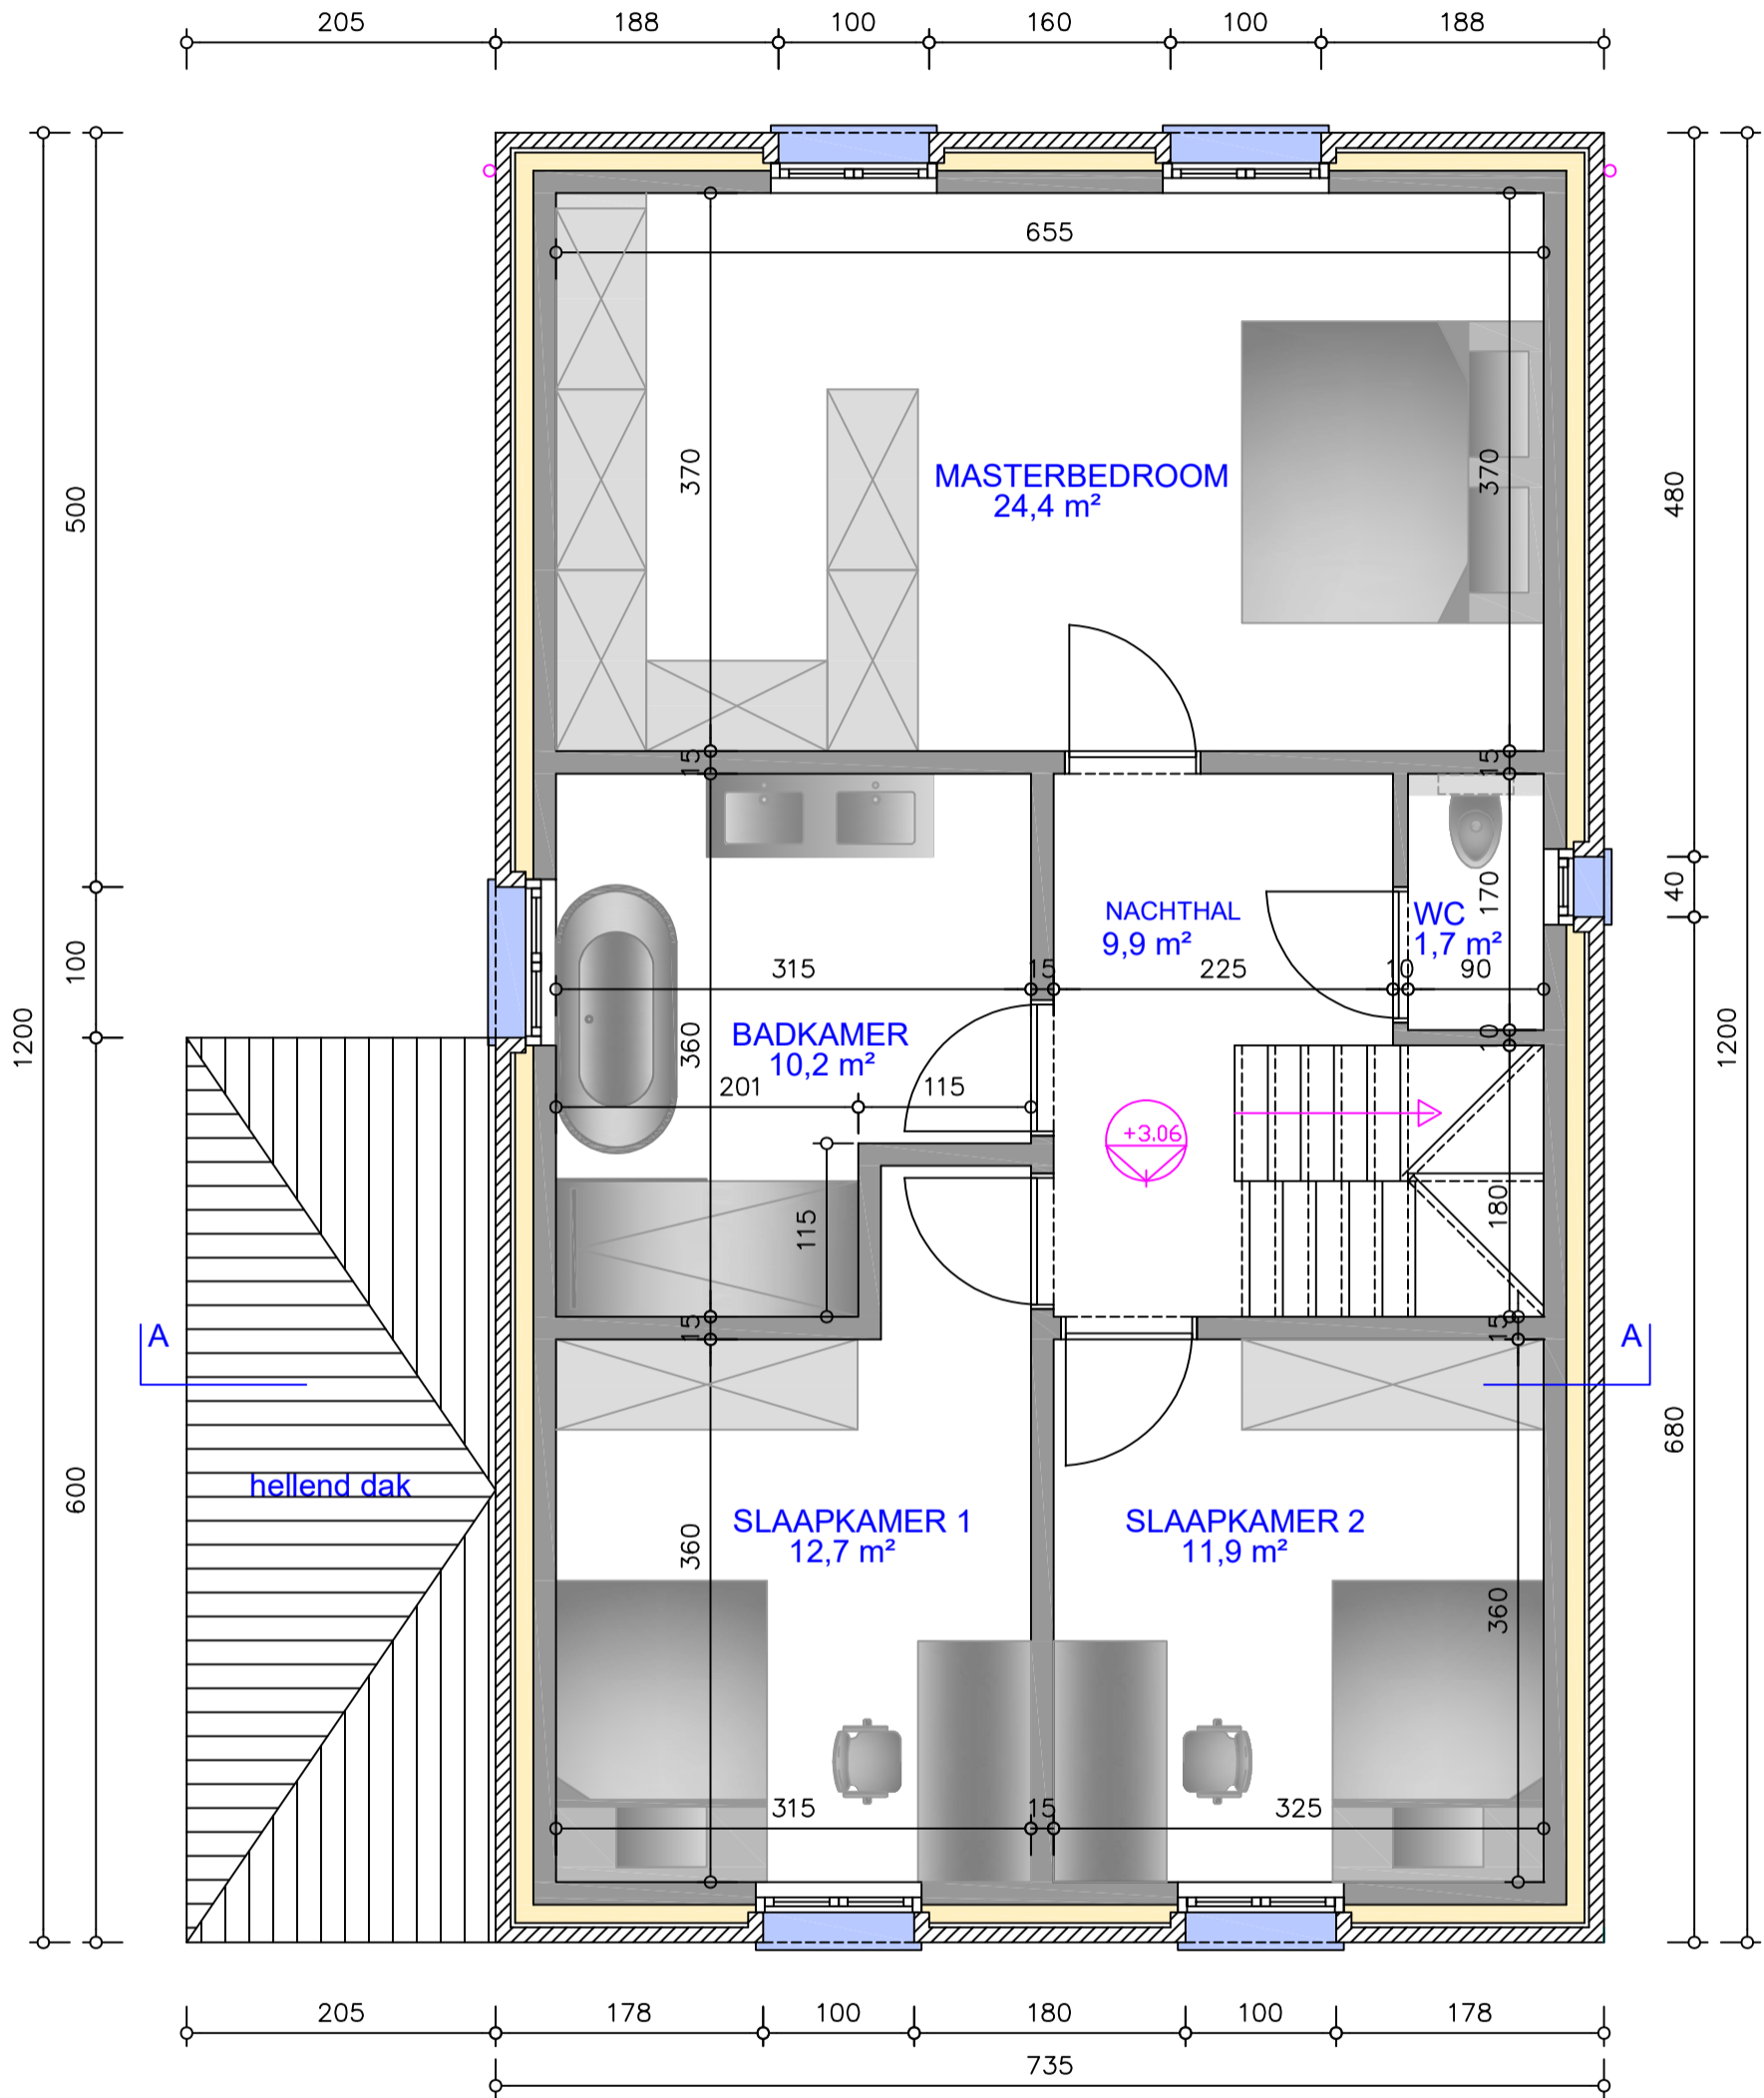 205 188 100 160 100 188
655
370 370
500 480
MASTERBEDROOM
24,4 m²
15 15
NACHTHAL
9,9 m²
WC
1,7 m²
170
40
100
315 15 225 10 90
1200 1200
BADKAMER
10,2 m²
360
10
201 115
+3.06
115
180
15 15
A A
680
600
hellend dak
SLAAPKAMER 1
12,7 m²
SLAAPKAMER 2
11,9 m²
360 360
315 15 325
205 178 100 180 100 178
735